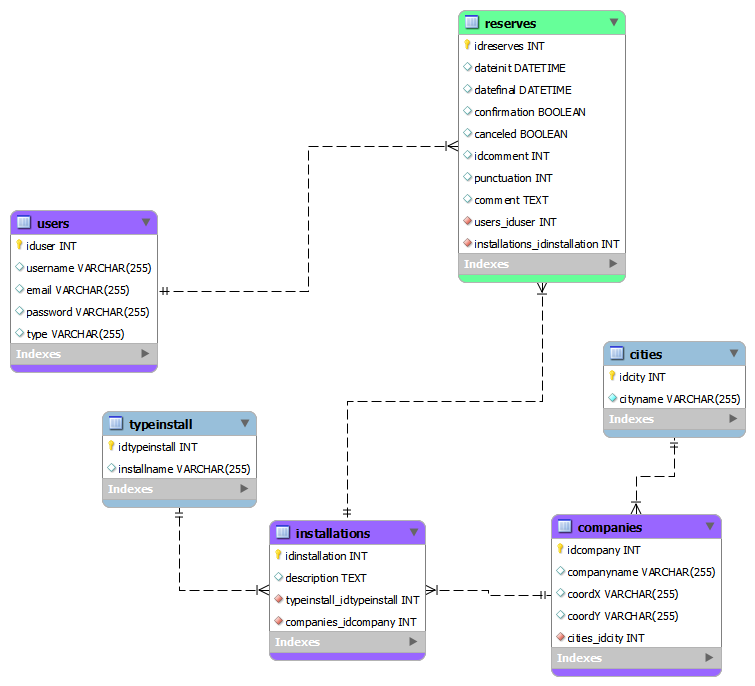 reserves
idreserves INT
dateinit DATETIME
datefinal DATETIME
confirmation BOOLEAN
canceled BOOLEAN
idcomment INT
punctuation INT
comment TEXT
users_iduser INT
installations_idinstallation INT
Indexes
users
iduser INT
username VARCHAR(255)
email VARCHAR(255)
password VARCHAR(255)
type VARCHAR(255)
Indexes
cities
idcity INT
cityname VARCHAR(255)
Indexes
typeinstall
idtypeinstall INT
installname VARCHAR(255)
Indexes
installations
idinstallation INT
description TEXT
typeinstall_idtypeinstall INT
companies_idcompany INT
Indexes
companies
idcompany INT
companyname VARCHAR(255)
coordX VARCHAR(255)
coordY VARCHAR(255)
cities_idcity INT
Indexes